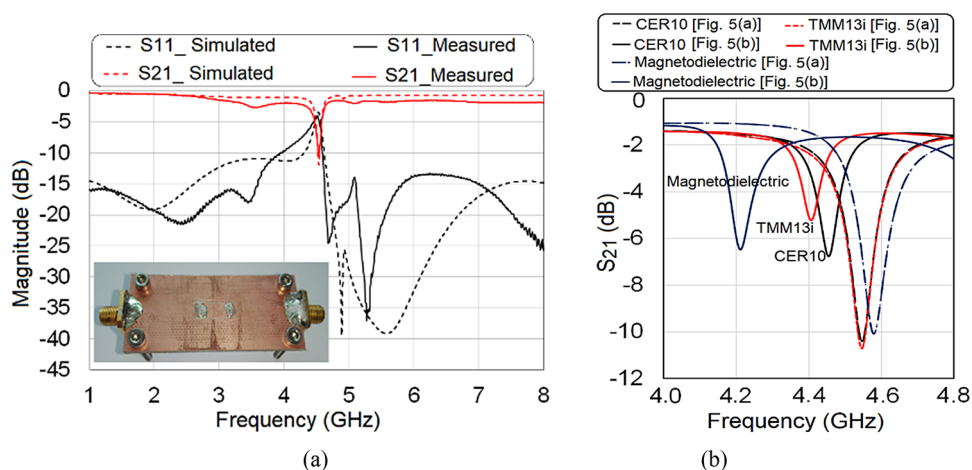 S11_ Simulated
S11_Measured
S21_ Simulated
S21_Measured
0
-5
-10
-15
-20
-25
-30
-35
-40
-45
Magnitude (dB)
1
2
3
4
5
6
7
8
Frequency (GHz)
(a)
CER10 [Fig. 5(a)]
TMM13i [Fig. 5(a)]
CER10 [Fig. 5(b)]
TMM13i [Fig. 5(b)]
Magnetodielectric [Fig. 5(a)]
Magnetodielectric [Fig. 5(b)]
0
-2
-4
-6
-8
-10
-12
S21 (dB)
Magnetodielectric
TMM13i
CER10
4.0
4.2
4.4
4.6
4.8
Frequency (GHz)
(b)